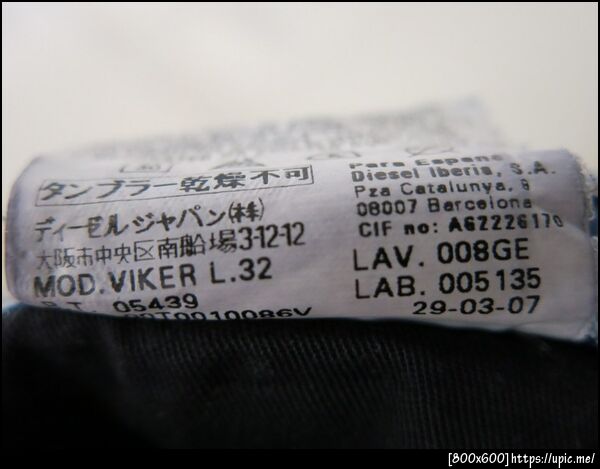 タンブラー乾燥不可
ディーゼルジャパン㈱
大阪市中央区南船場3-12-12
MOD.VIKER L.32
05439
Para Espana
Diesel Iberia, S.A.
Pza Catalunya, 9
08007 Barcelona
CIF no: A62226170
LAV. 008GE
LAB. 005135
29-03-07
[800x600]https://upic.me/